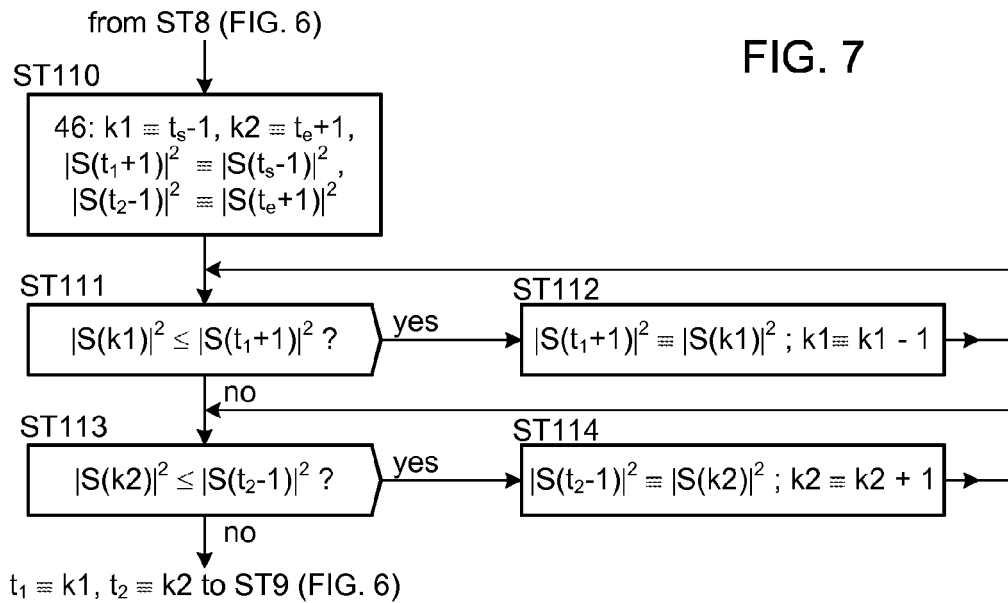 from ST8 (FIG. 6)
FIG. 7
ST110
46: k1 ≡ tₛ-1, k2 ≡ tₑ+1,
|S(t₁+1)|² ≡ |S(tₛ-1)|²,
|S(t₂-1)|² ≡ |S(tₑ+1)|²
ST111
|S(k1)|² ≤ |S(t₁+1)|² ?
yes
ST112
|S(t₁+1)|² ≡ |S(k1)|² ; k1≡ k1 - 1
no
ST113
|S(k2)|² ≤ |S(t₂-1)|² ?
yes
ST114
|S(t₂-1)|² ≡ |S(k2)|² ; k2 ≡ k2 + 1
no
t₁ ≡ k1, t₂ ≡ k2 to ST9 (FIG. 6)